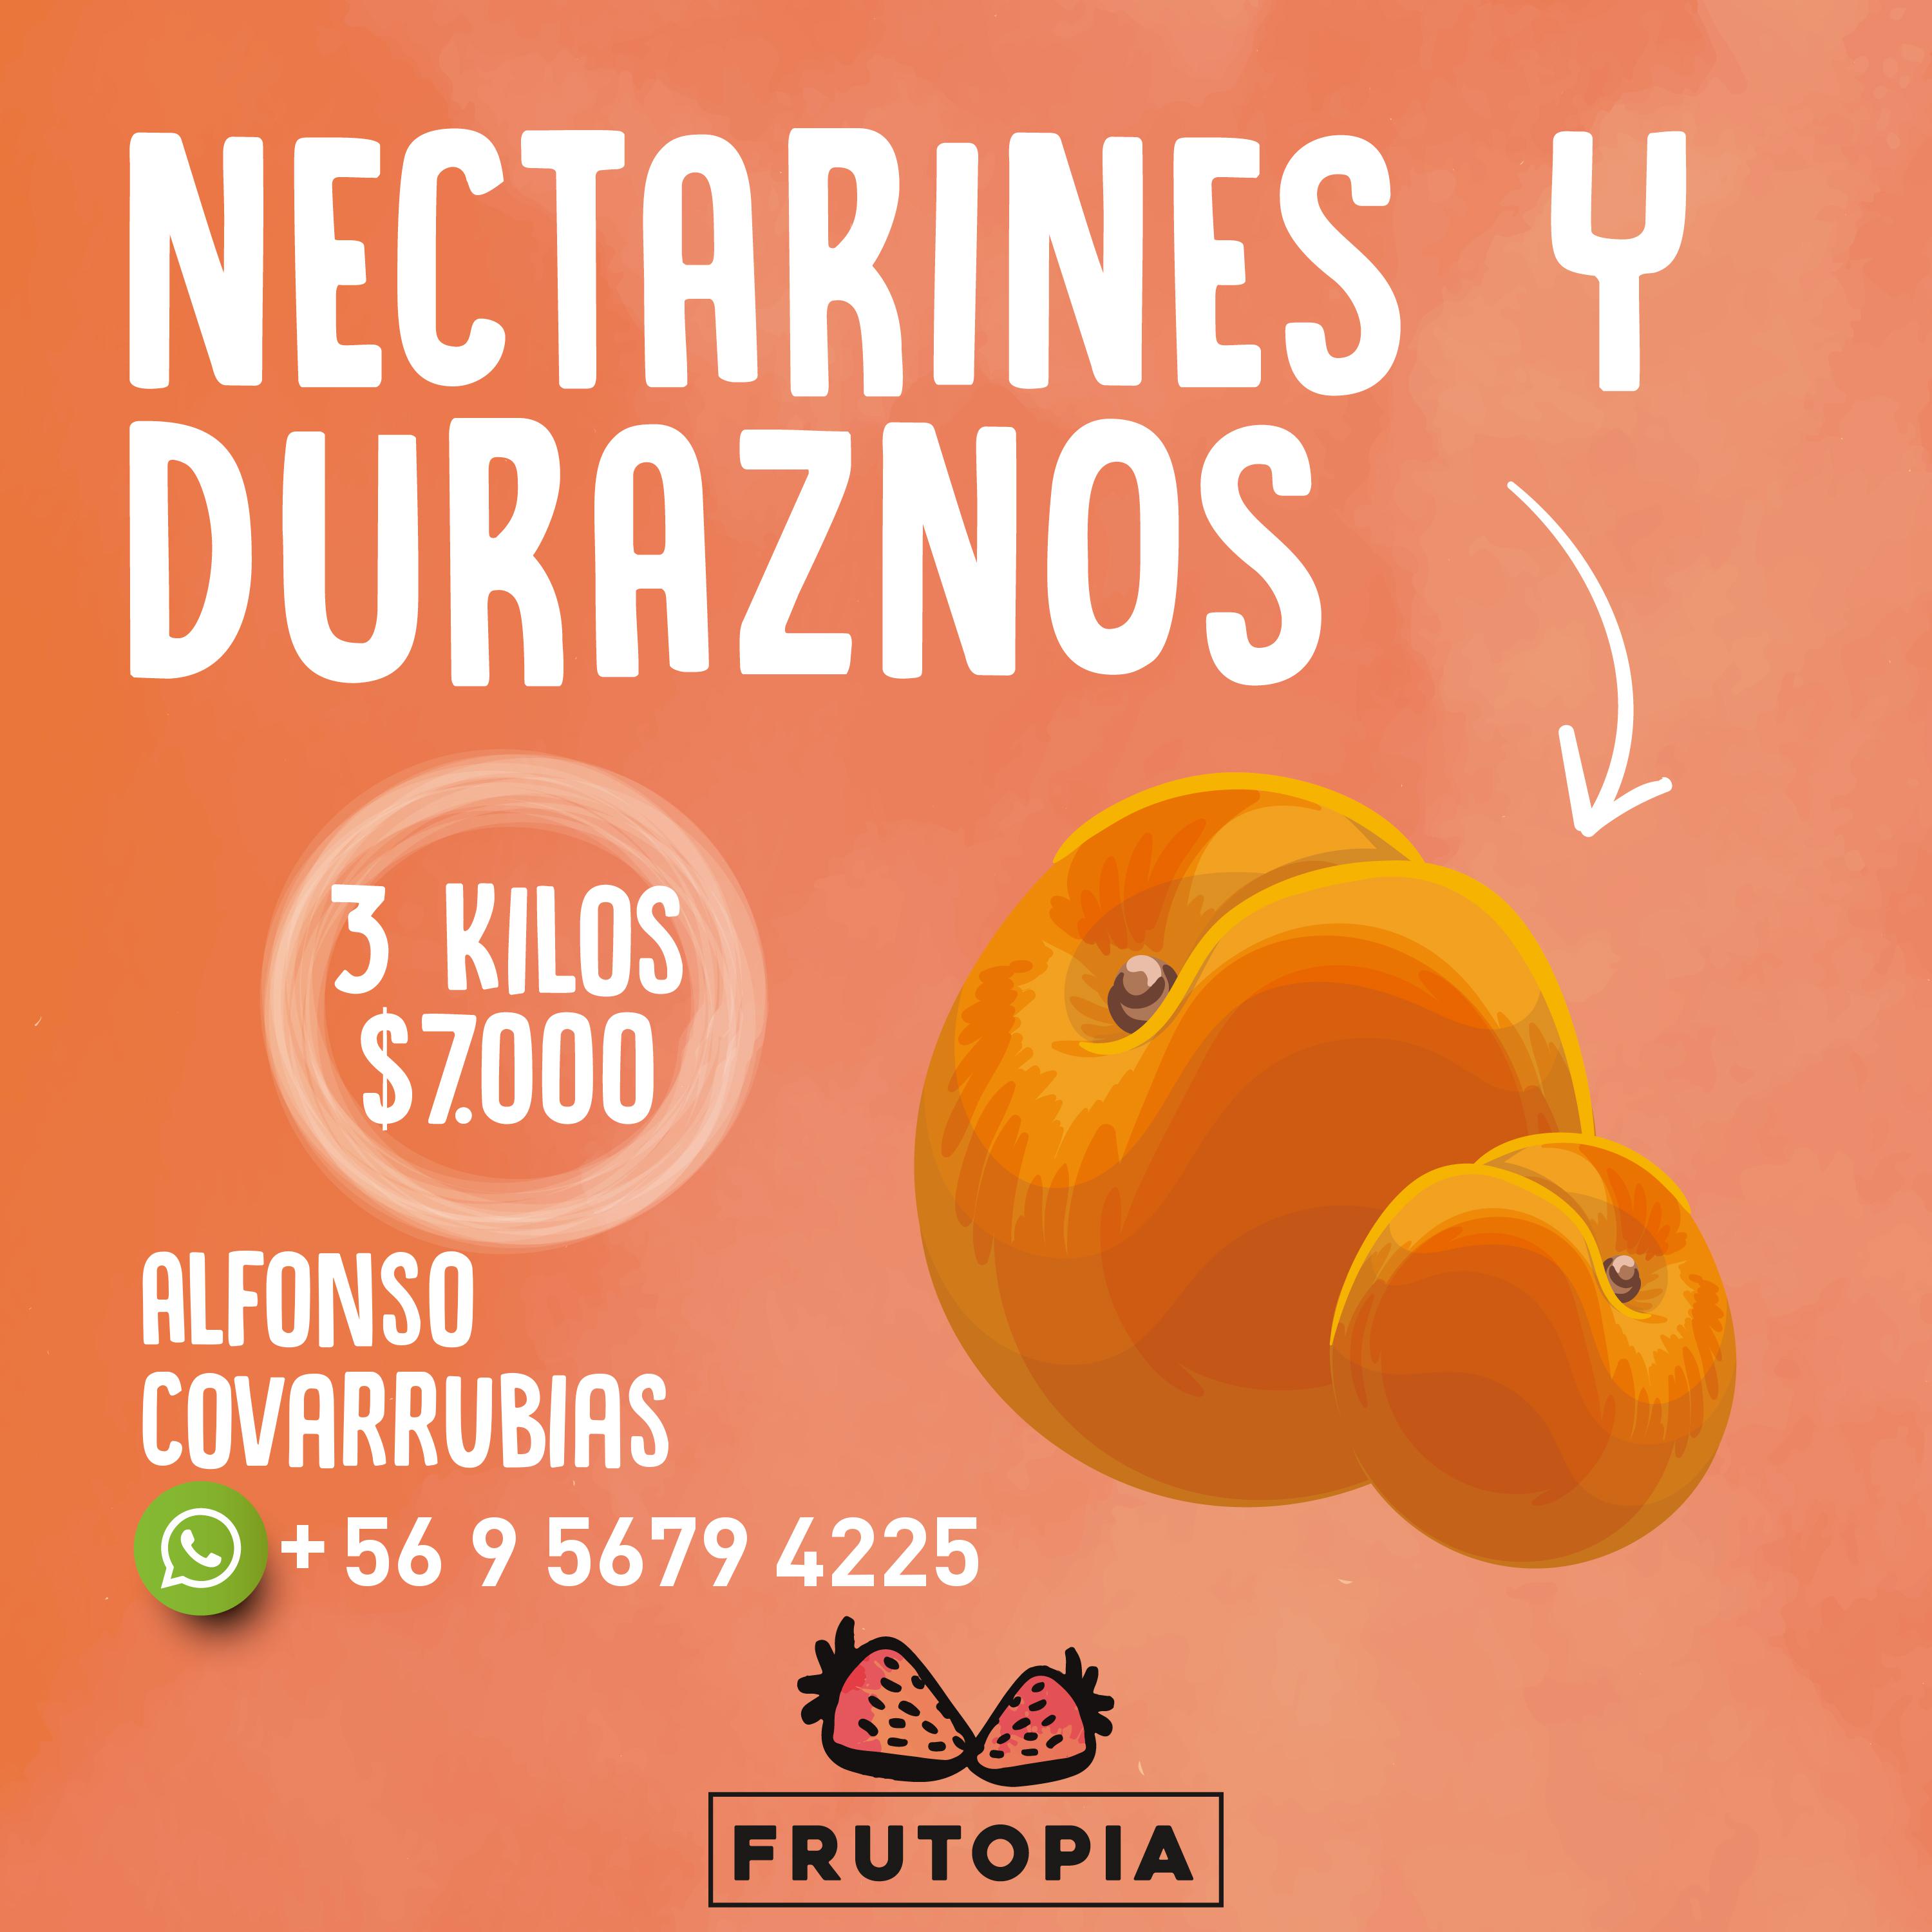 NECTARINES Y
DURAZNOS
3 KILOS
$7.000
ALFONSO
COVARRUBIAS
+ 56 9 5679 4225
FRUTOPIA